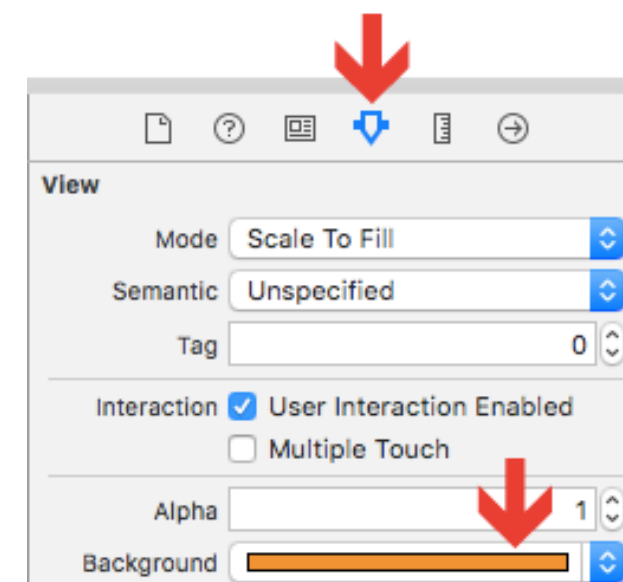 View
Mode Scale To Fill
Semantic Unspecified
Tag 0
Interaction User Interaction Enabled
Multiple Touch
Alpha 1
Background